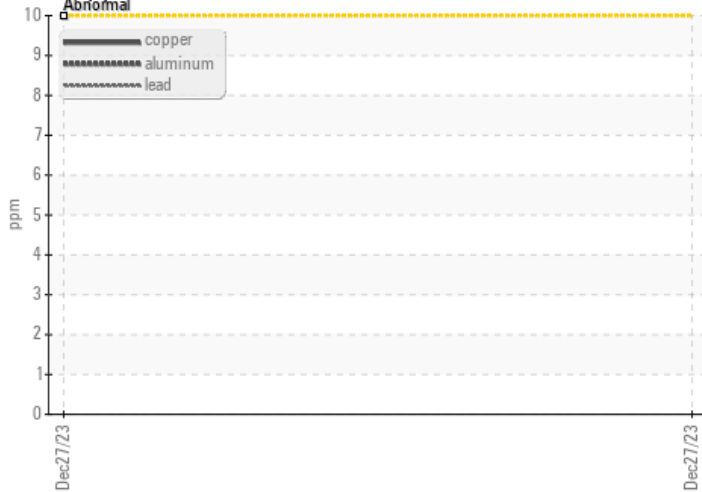 Abnormal
10
copper
9
aluminum
lead
8
7
6
ppm
5
4
3
2
1
0
Dec27/23
Dec27/23